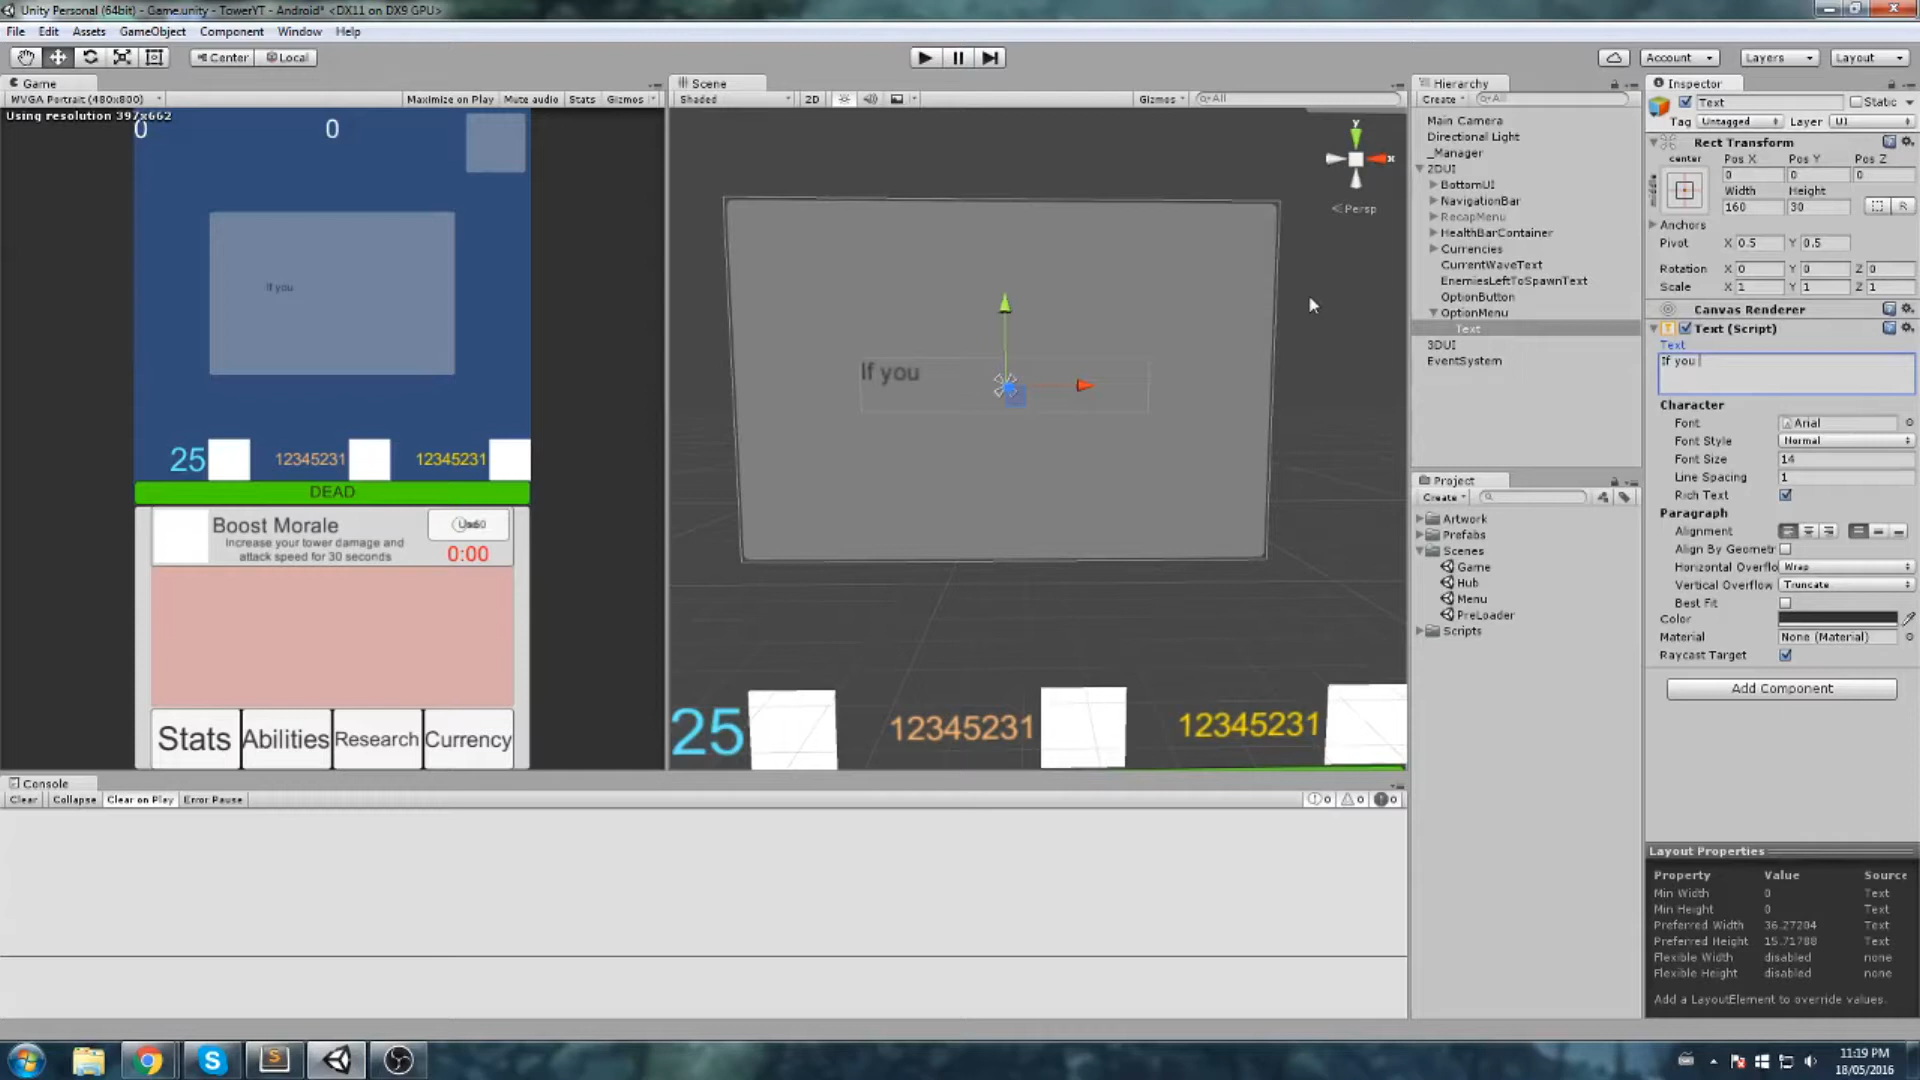 Unity Personal (64bit) - Game.unity - TowerYT - Android* <DX11 on DX9 GPU>
File Edit Assets GameObject Component Window Help
Center Local Account Layers Layout
Game
WVGA Portrait (480x800) Maximize on Play Mute audio Stats Gizmos
Using resolution 397x662
0 0
If you
25 12345231 12345231
DEAD
Boost Morale
Increase your tower damage and
attack speed for 30 seconds
0:00
Stats Abilities Research Currency
Scene
Shaded 2D Gizmos All
y
x
Persp
If you
25 12345231 12345231
Hierarchy
Create All
Main Camera
Directional Light
_Manager
2DUI
BottomUI
NavigationBar
RecapMenu
HealthBarContainer
Currencies
CurrentWaveText
EnemiesLeftToSpawnText
OptionButton
OptionMenu
Text
3DUI
EventSystem
Project
Create
Artwork
Prefabs
Scenes
Game
Hub
Menu
PreLoader
Scripts
Inspector
Text Static
Tag Untagged Layer UI
Rect Transform
center Pos X Pos Y Pos Z
middle 0 0 0
Width Height
160 30 R
Anchors
Pivot X 0.5 Y 0.5
Rotation X 0 Y 0 Z 0
Scale X 1 Y 1 Z 1
Canvas Renderer
Text (Script)
Text
If you
Character
Font Arial
Font Style Normal
Font Size 14
Line Spacing 1
Rich Text
Paragraph
Alignment
Align By Geometr
Horizontal Overflo Wrap
Vertical Overflow Truncate
Best Fit
Color
Material None (Material)
Raycast Target
Add Component
Layout Properties
Property Value Source
Min Width 0 Text
Min Height 0 Text
Preferred Width 36.27204 Text
Preferred Height 15.71788 Text
Flexible Width disabled none
Flexible Height disabled none
Add a LayoutElement to override values.
Console
Clear Collapse Clear on Play Error Pause 0 0 0
11:19 PM
18/05/2016